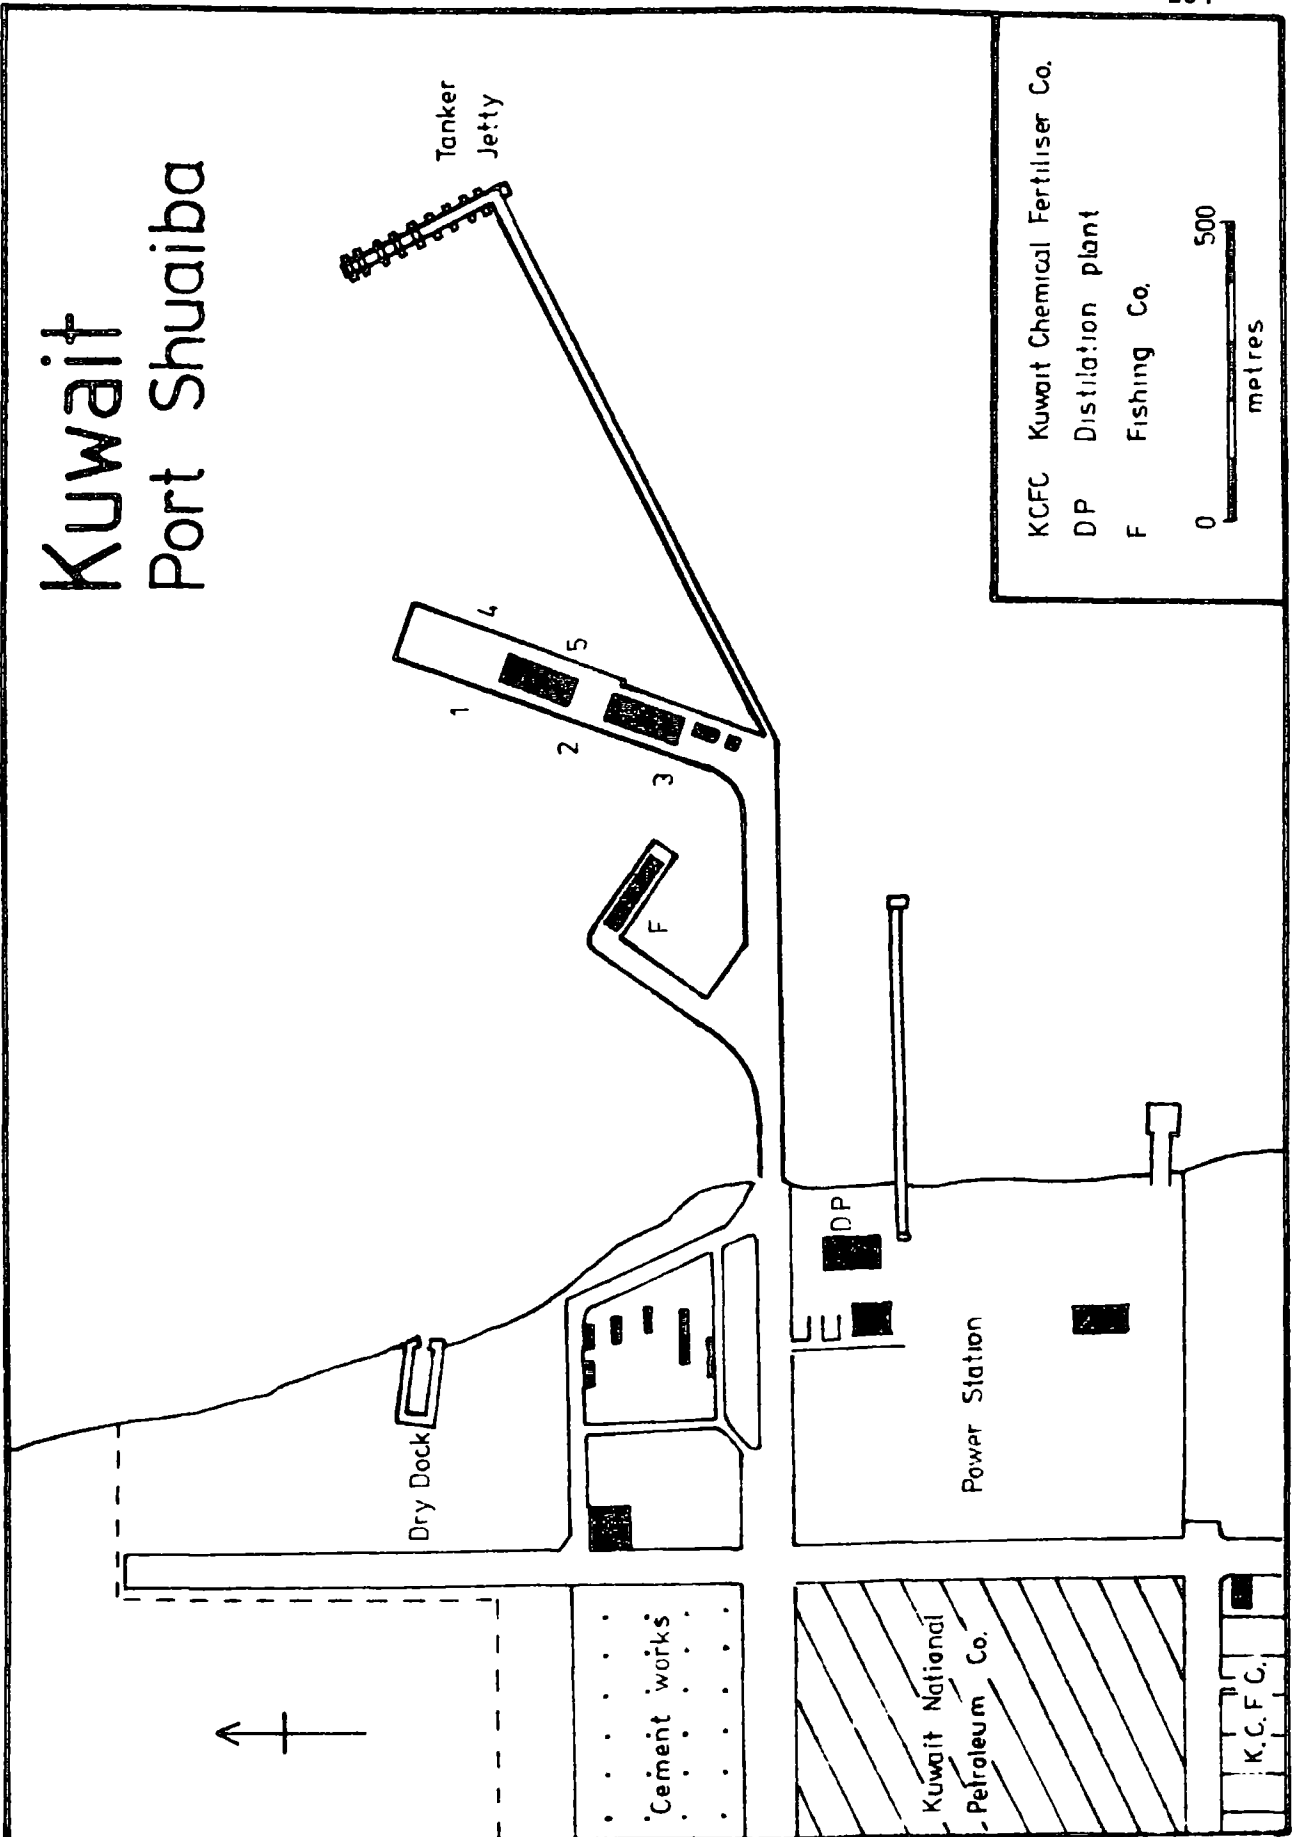 Kuwait
Port Shuaiba
Tanker
Jetty
1
2
3
4
5
F
Dry Dock
DP
Power Station
Cement works
Kuwait National
Petroleum Co.
K.C.F C.
KCFC Kuwait Chemical Fertiliser Co.
DP Distilation plant
F Fishing Co.
0 500
metres